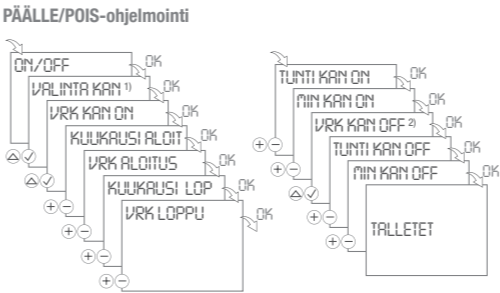 PÄÄLLE/POIS-ohjelmointi
ON/OFF
OK
VALINTA KAN 1)
OK
VRK KAN ON
OK
KUUKAUSI ALOIT
OK
VRK ALOITUS
OK
KUUKAUSI LOP
OK
VRK LOPPU
OK
TUNTI KAN ON
OK
MIN KAN ON
OK
VRK KAN OFF 2)
OK
TUNTI KAN OFF
OK
MIN KAN OFF
OK
TALLETET